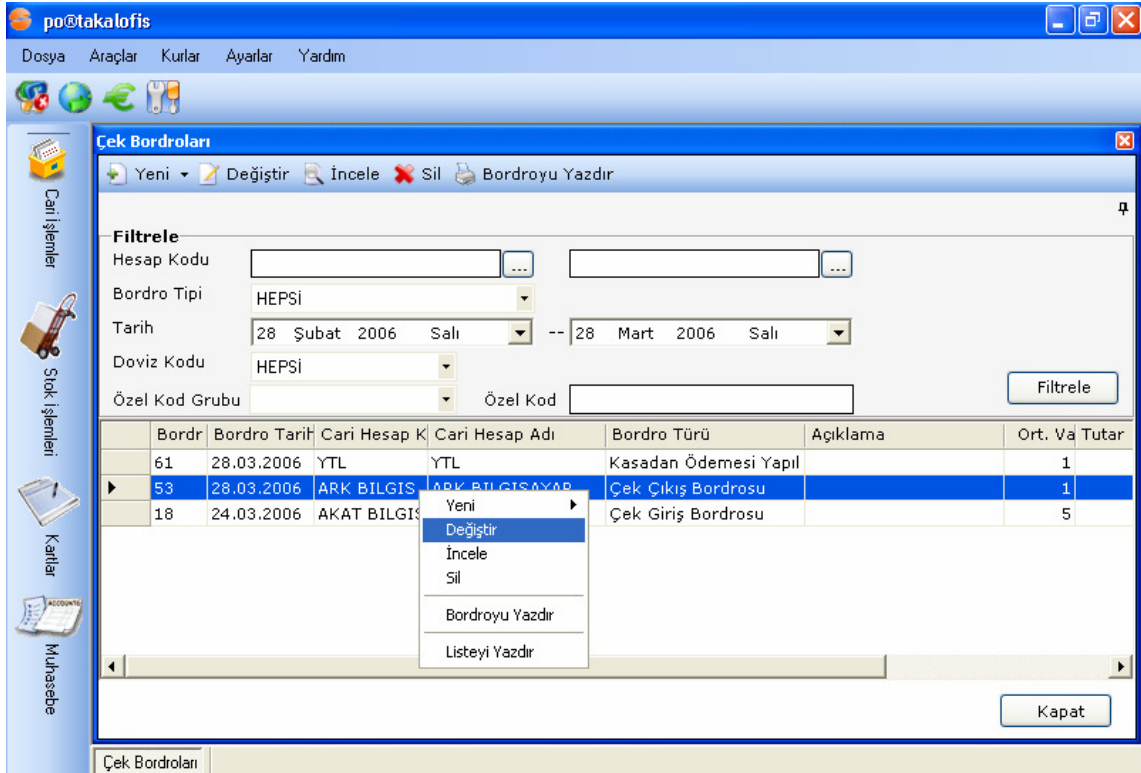 po®takalofis
Dosya Araçlar Kurlar Ayarlar Yardım
Çek Bordroları
Yeni Değiştir İncele Sil Bordroyu Yazdır
Filtrele
Hesap Kodu ... ...
Bordro Tipi HEPSİ
Tarih 28 Şubat 2006 Salı -- 28 Mart 2006 Salı
Doviz Kodu HEPSİ
Özel Kod Grubu Özel Kod Filtrele
Bordr Bordro Tarih Cari Hesap K Cari Hesap Adı Bordro Türü Açıklama Ort. Va Tutar
61 28.03.2006 YTL YTL Kasadan Ödemesi Yapıl 1
53 28.03.2006 ARK BILGIS ARK BILGISAYAR Çek Çıkış Bordrosu 1
18 24.03.2006 AKAT BILGIS Çek Giriş Bordrosu 5
Yeni
Değiştir
İncele
Sil
Bordroyu Yazdır
Listeyi Yazdır
Kapat
Çek Bordroları
Cari İşlemler
Stok İşlemleri
Kartlar
ACCOUNTS
Muhasebe